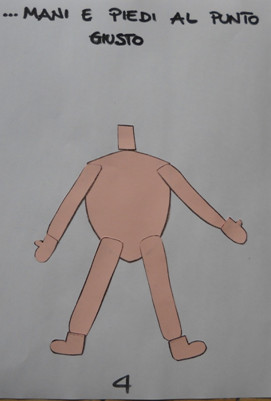 ...MANI E PIEDI AL PUNTO
GIUSTO
4